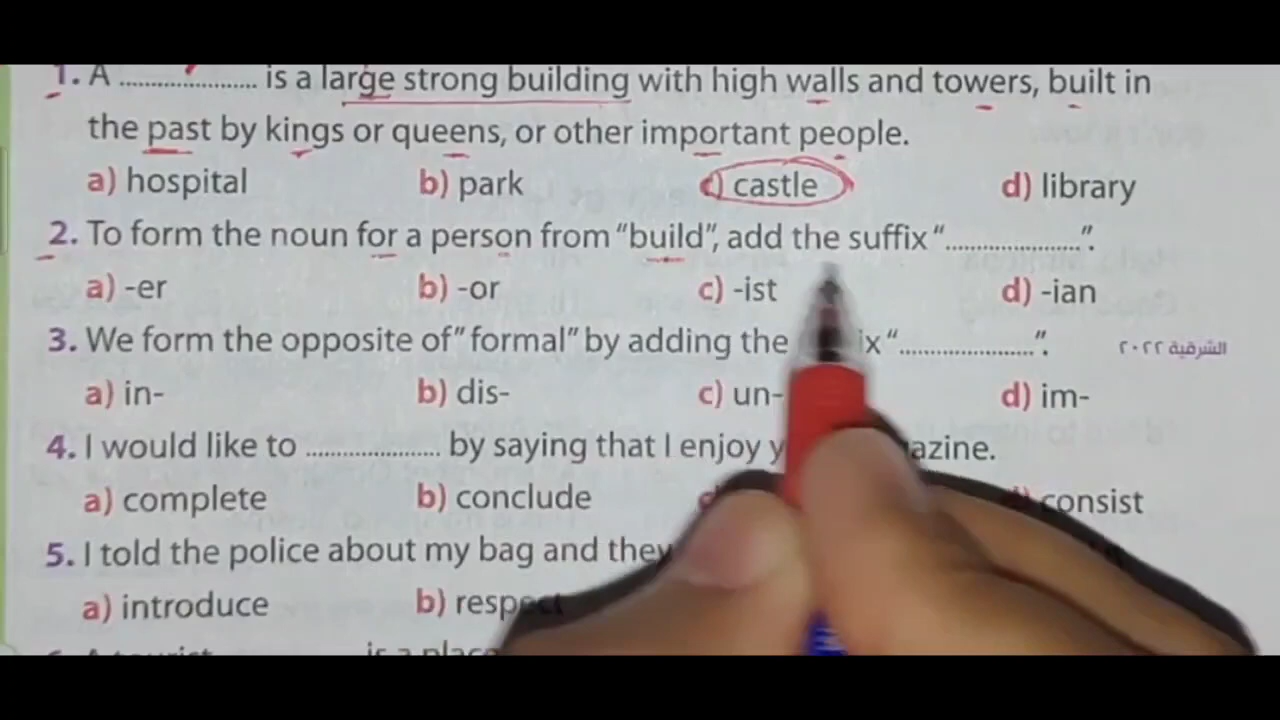 1. A .................... is a large strong building with high walls and towers, built in
the past by kings or queens, or other important people.
a) hospital b) park c) castle d) library
2. To form the noun for a person from "build", add the suffix "....................".
a) -er b) -or c) -ist d) -ian
3. We form the opposite of" formal" by adding the ix "....................". الشرقية ٢٠٢٢
a) in- b) dis- c) un- d) im-
4. I would like to .................... by saying that I enjoy azine.
a) complete b) conclude consist
5. I told the police about my bag and they
a) introduce b) respect
is a place